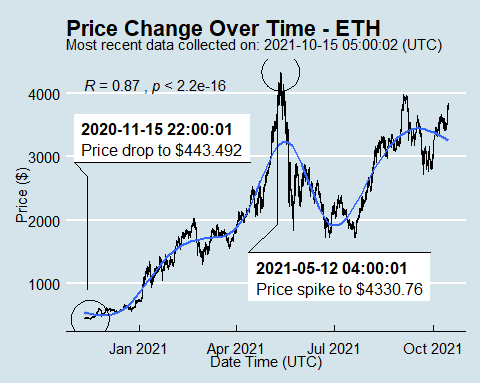 Price Change Over Time - ETH
Most recent data collected on: 2021-10-15 05:00:02 (UTC)
R = 0.87 , p < 2.2e-16
4000
3000
2000
1000
Price ($)
2020-11-15 22:00:01
Price drop to $443.492
2021-05-12 04:00:01
Price spike to $4330.76
Jan 2021 Apr 2021 Jul 2021 Oct 2021
Date Time (UTC)